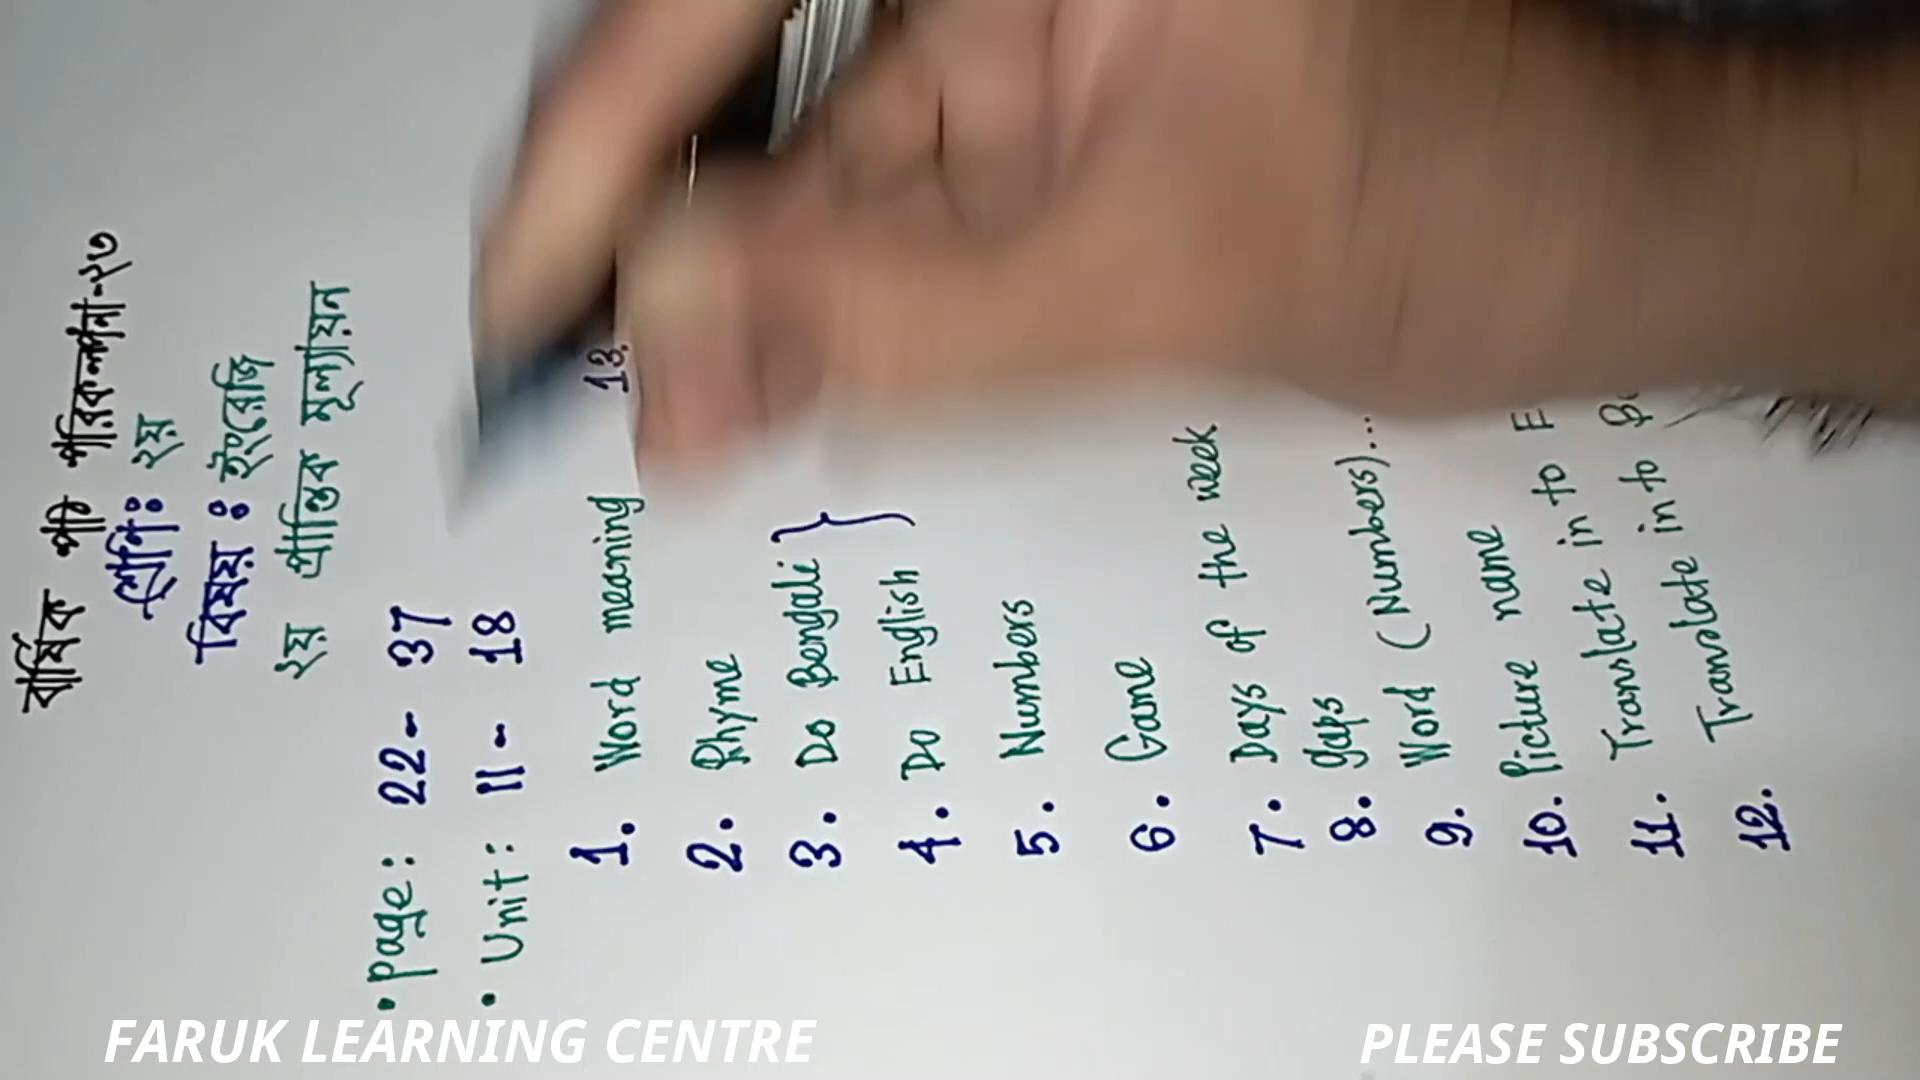 বার্ষিক পাঠ পরিকল্পনা-২৩
শ্রেণি : ২য়
বিষয় : ইংরেজি
২য় প্রান্তিক মূল্যায়ন
• Page: 22- 37
• Unit: 11- 18
1. Word meaning
2. Rhyme
3. Do Bengali }
4. Do English
5. Numbers
6. Game
7. Days of the week
8. gaps
9. Word (Numbers)...
10. Picture name
11. Translate in to E
12. Translate in to Be
13.
FARUK LEARNING CENTRE
PLEASE SUBSCRIBE